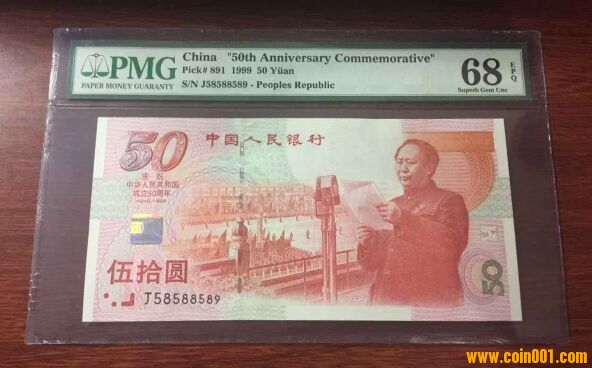 PMG
PAPER MONEY GUARANTY
China "50th Anniversary Commemorative"
Pick# 891 1999 50 Yüan
S/N J58588589 - Peoples Republic
68 EPQ
Superb Gem Unc
50
中国人民银行
庆祝
中华人民共和国
成立50周年
1949-1999
伍拾圆
J58588589
50
www.coin001.com